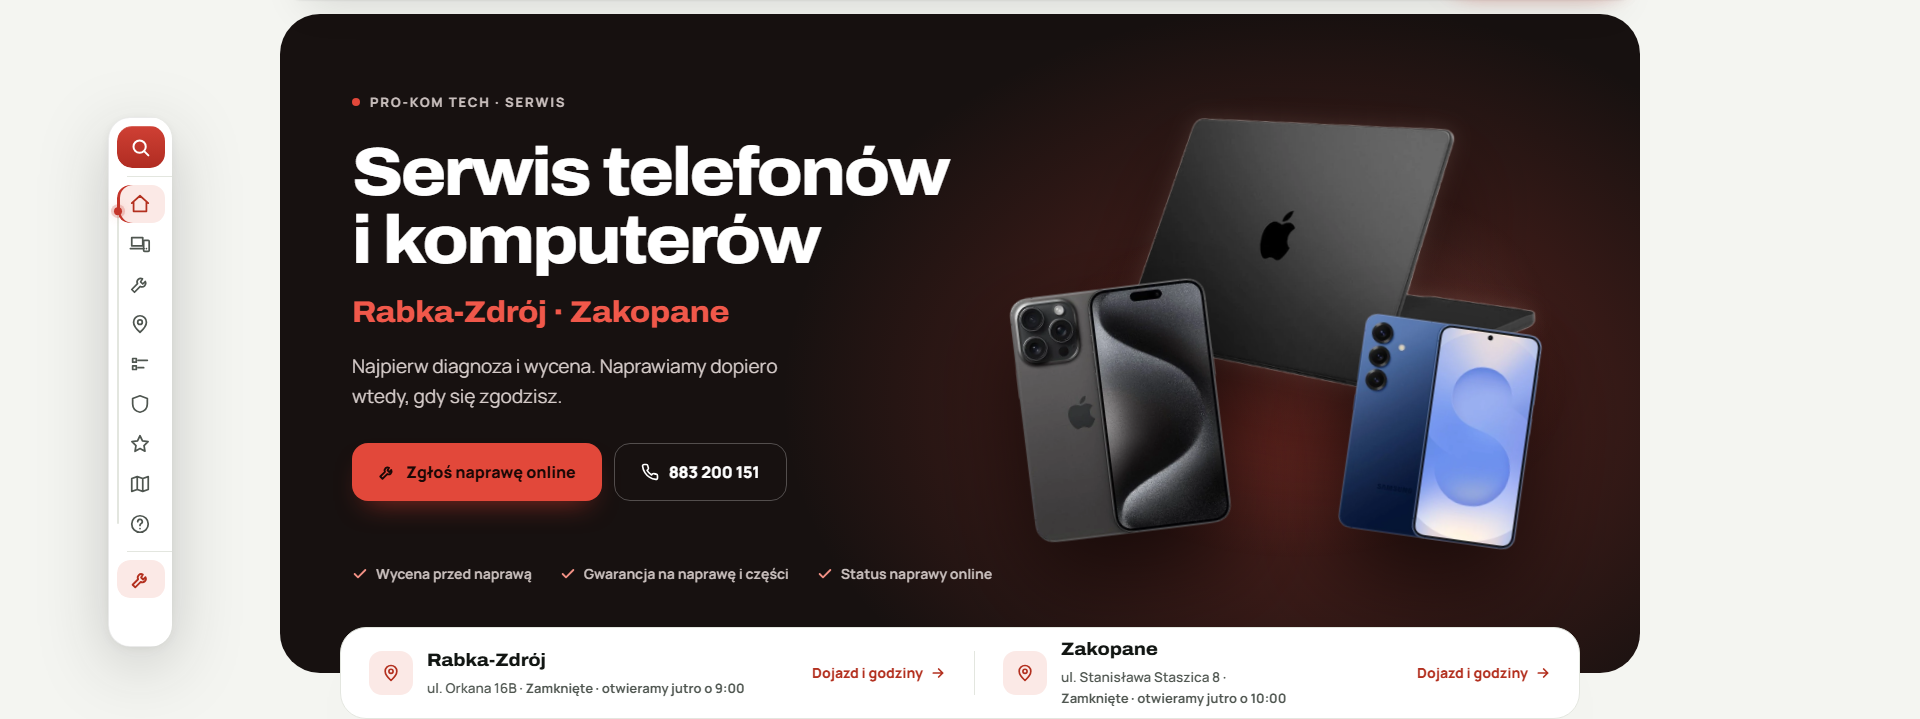 PRO-KOM TECH · SERWIS
Serwis telefonów
i komputerów
Rabka-Zdrój · Zakopane
Najpierw diagnoza i wycena. Naprawiamy dopiero
wtedy, gdy się zgodzisz.
Zgłoś naprawę online
883 200 151
Wycena przed naprawą
Gwarancja na naprawę i części
Status naprawy online
Rabka-Zdrój
ul. Orkana 16B · Zamknięte · otwieramy jutro o 9:00
Dojazd i godziny
Zakopane
ul. Stanisława Staszica 8 ·
Zamknięte · otwieramy jutro o 10:00
Dojazd i godziny